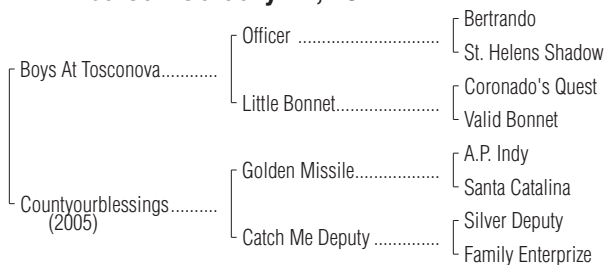 Bertrando
Officer ................................
St. Helens Shadow
Boys At Tosconova............
Coronado's Quest
Little Bonnet.......................
Valid Bonnet
A.P. Indy
Golden Missile...................
Santa Catalina
Countyourblessings..........
(2005)
Silver Deputy
Catch Me Deputy ...............
Family Enterprize